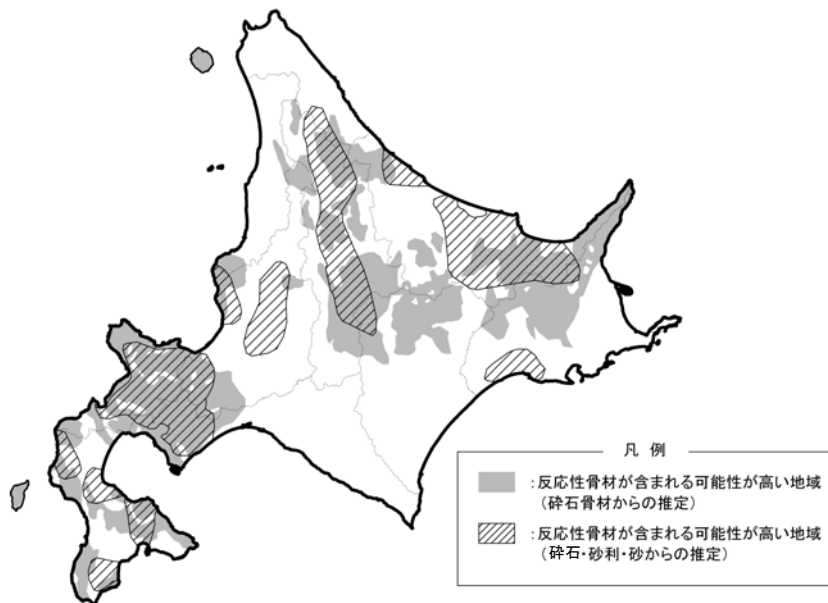 凡 例
：反応性骨材が含まれる可能性が高い地域
（砕石骨材からの推定）
：反応性骨材が含まれる可能性が高い地域
（砕石・砂利・砂からの推定）